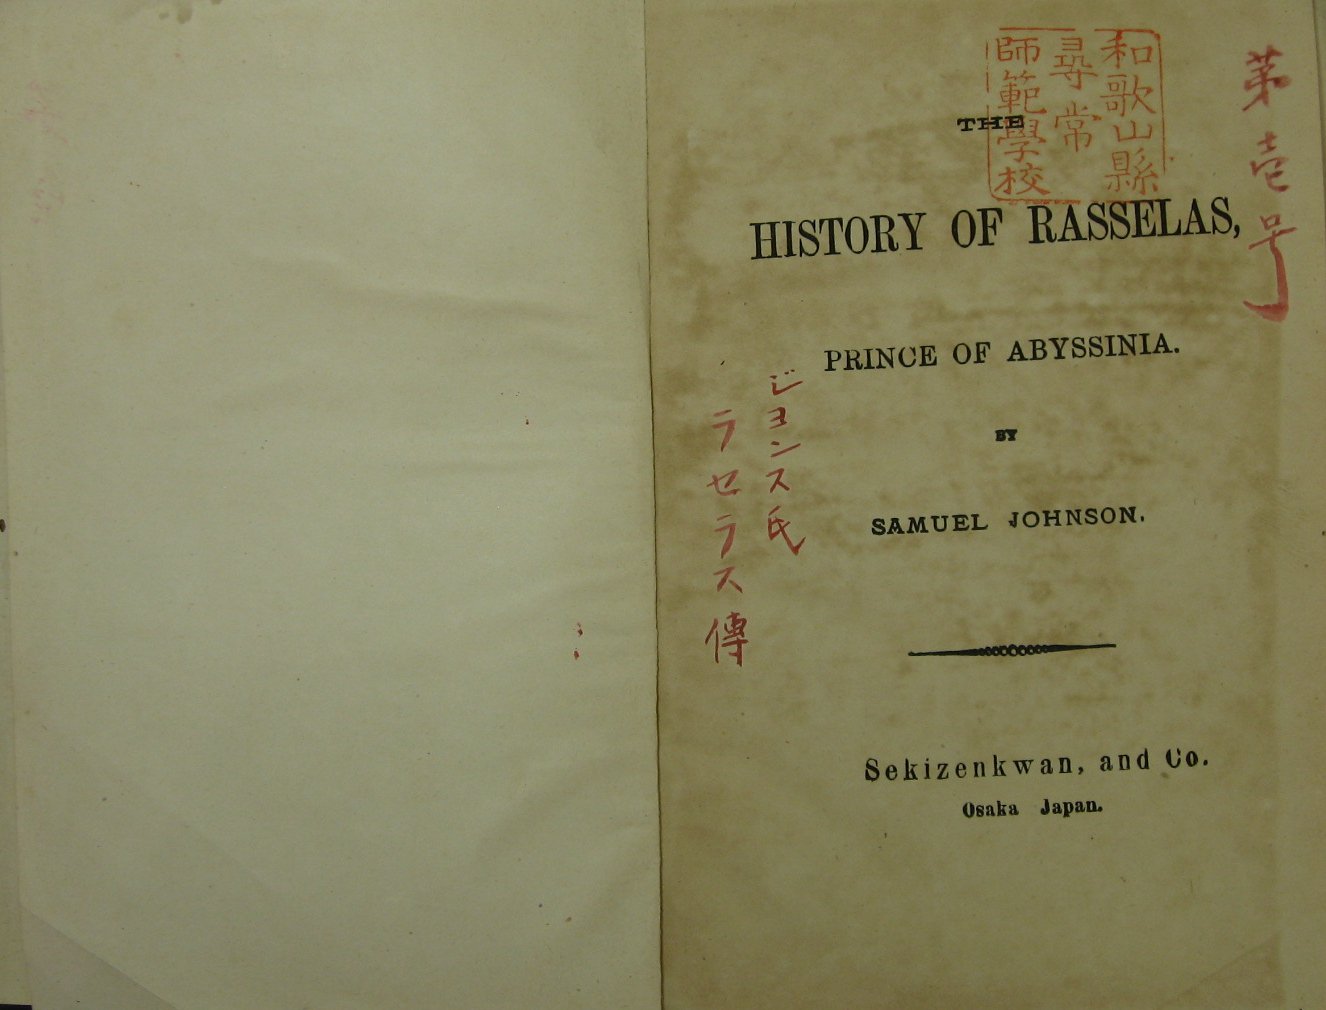 和歌山縣
尋常
師範學校
第壱号
THE
HISTORY OF RASSELAS,
PRINCE OF ABYSSINIA.
BY
SAMUEL JOHNSON.
ジヨンス氏
ラセラス傳
Sekizenkwan, and Co.
Osaka Japan.